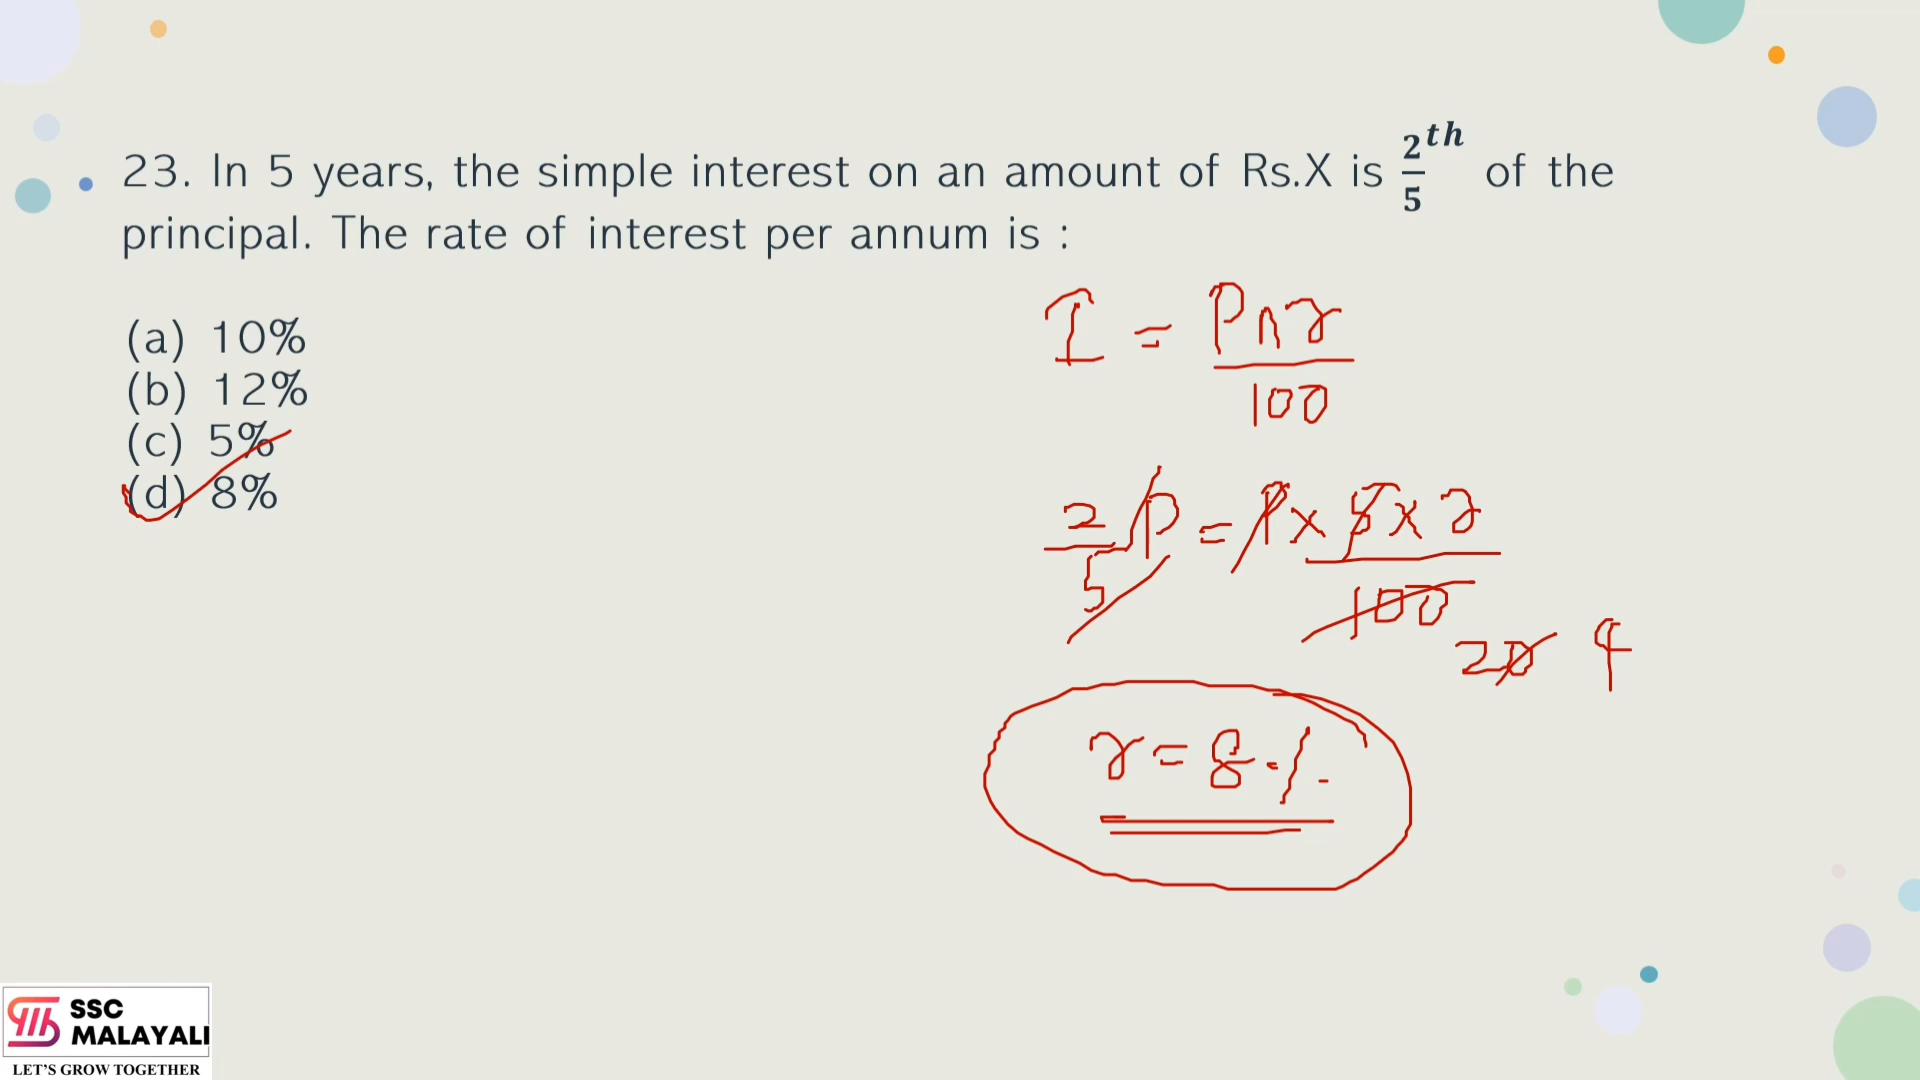 23. In 5 years, the simple interest on an amount of Rs.X is 2/5 th of the
principal. The rate of interest per annum is :
(a) 10%
(b) 12%
(c) 5%
(d) 8%
I = Pnr
100
2/5 p = P x 5 x r
100
20 4
r = 8 %
SSC
MALAYALI
LET'S GROW TOGETHER